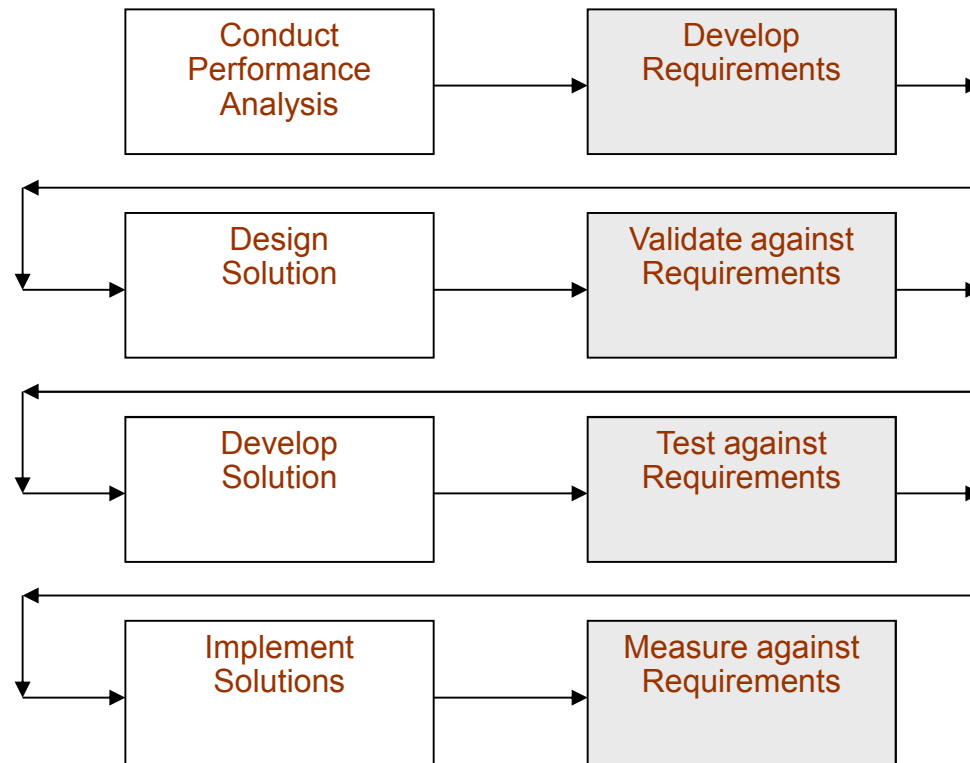 Conduct
Performance
Analysis
Develop
Requirements
Design
Solution
Validate against
Requirements
Develop
Solution
Test against
Requirements
Implement
Solutions
Measure against
Requirements